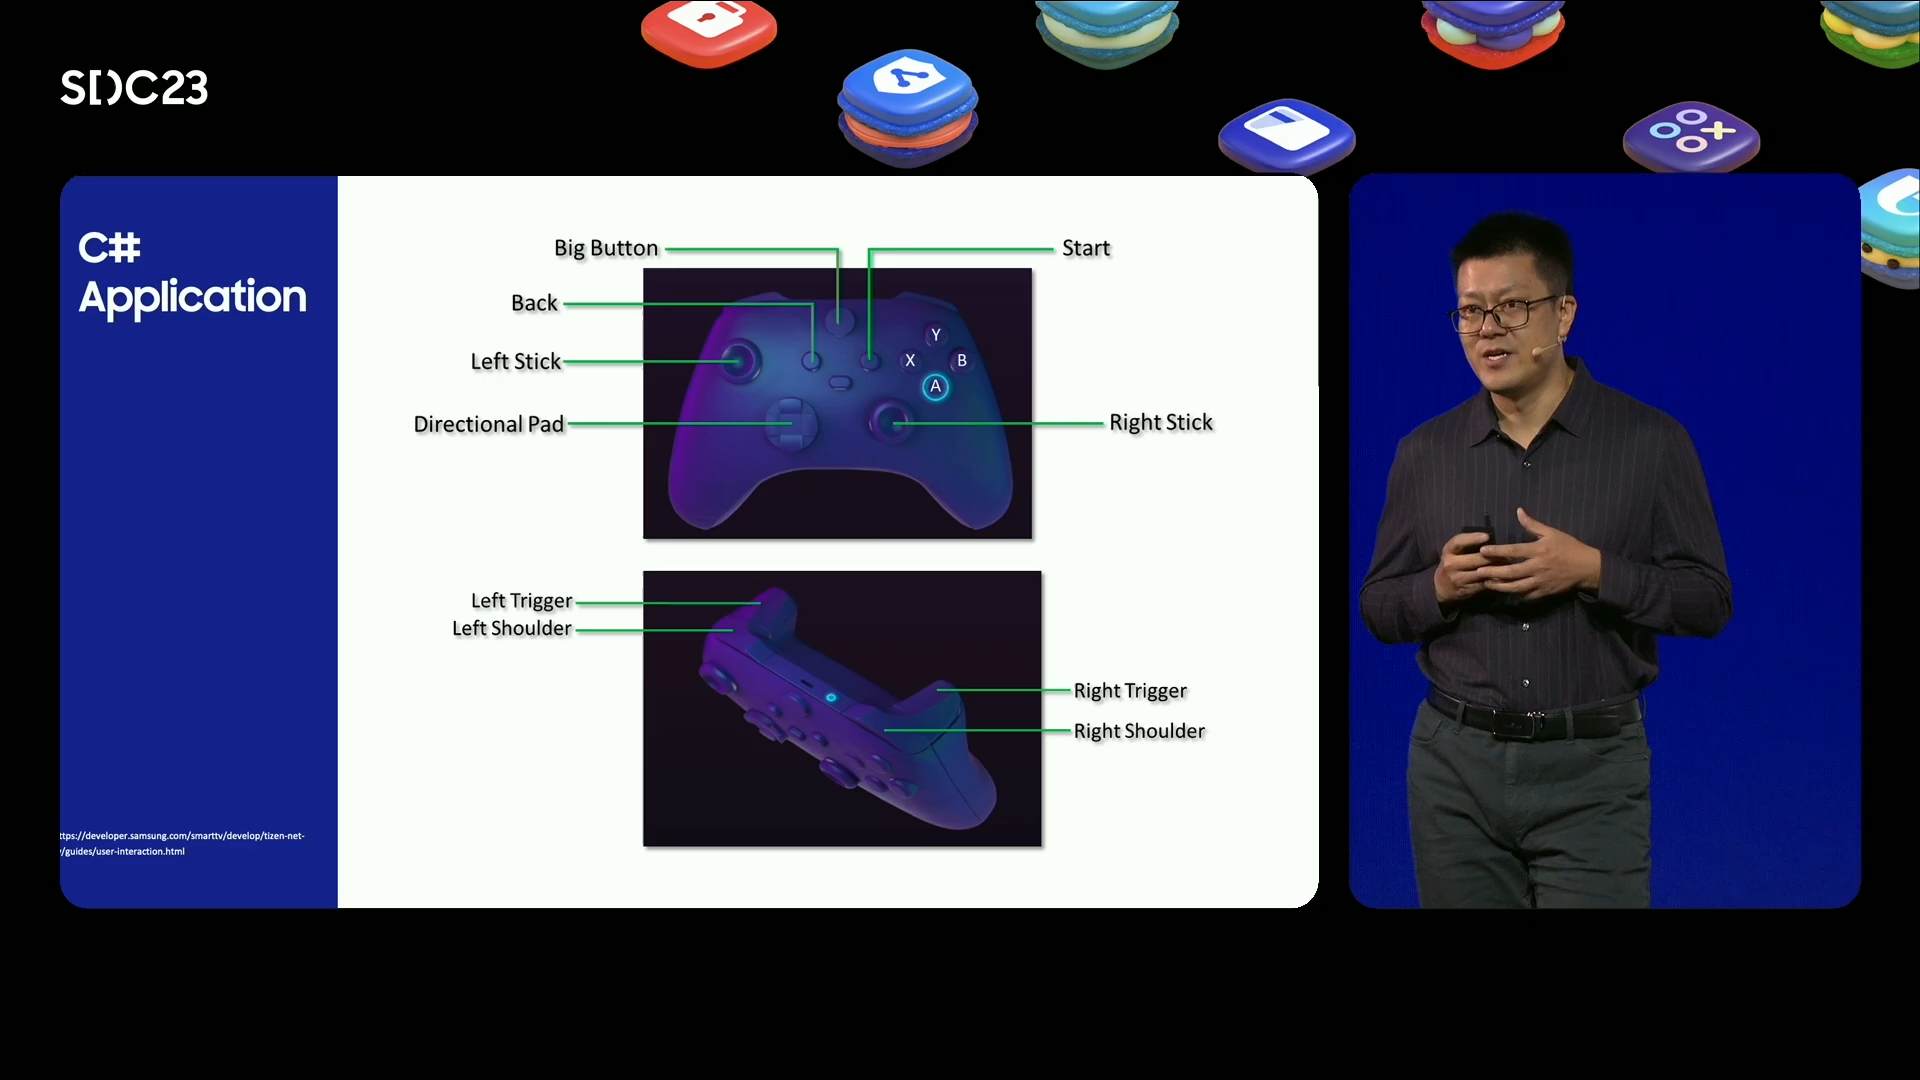 SDC23
C#
Application
Big Button
Start
Back
Y
Left Stick
X
B
A
Directional Pad
Right Stick
Left Trigger
Left Shoulder
Right Trigger
Right Shoulder
ttps://developer.samsung.com/smarttv/develop/tizen-net-
/guides/user-interaction.html